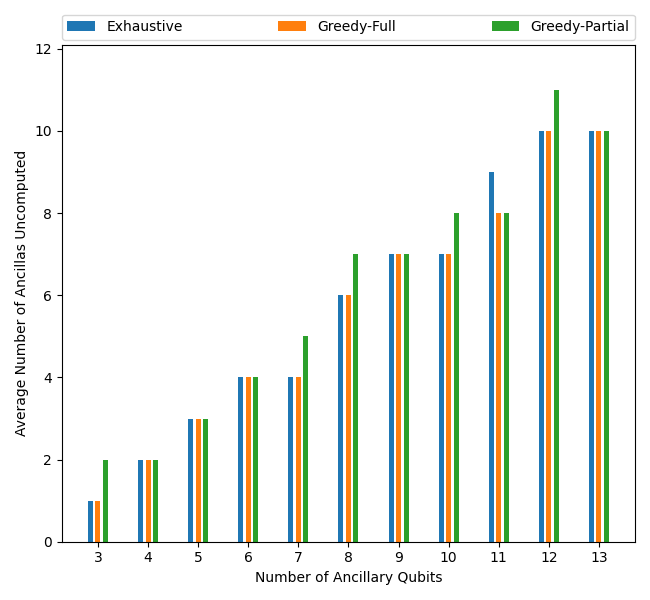 Exhaustive Greedy-Full Greedy-Partial
12
10
8
6
4
2
0
Average Number of Ancillas Uncomputed
3 4 5 6 7 8 9 10 11 12 13
Number of Ancillary Qubits